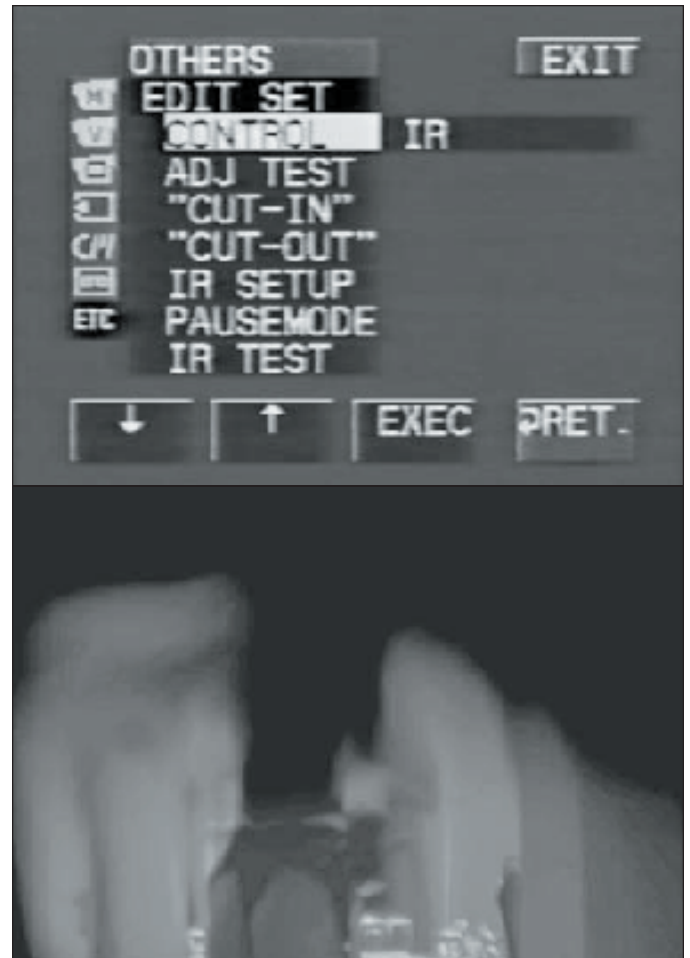 OTHERS
EXIT
EDIT SET
CONTROL IR
ADJ TEST
"CUT-IN"
"CUT-OUT"
IR SETUP
ETC PAUSEMODE
IR TEST
↓ ↑ EXEC RET.